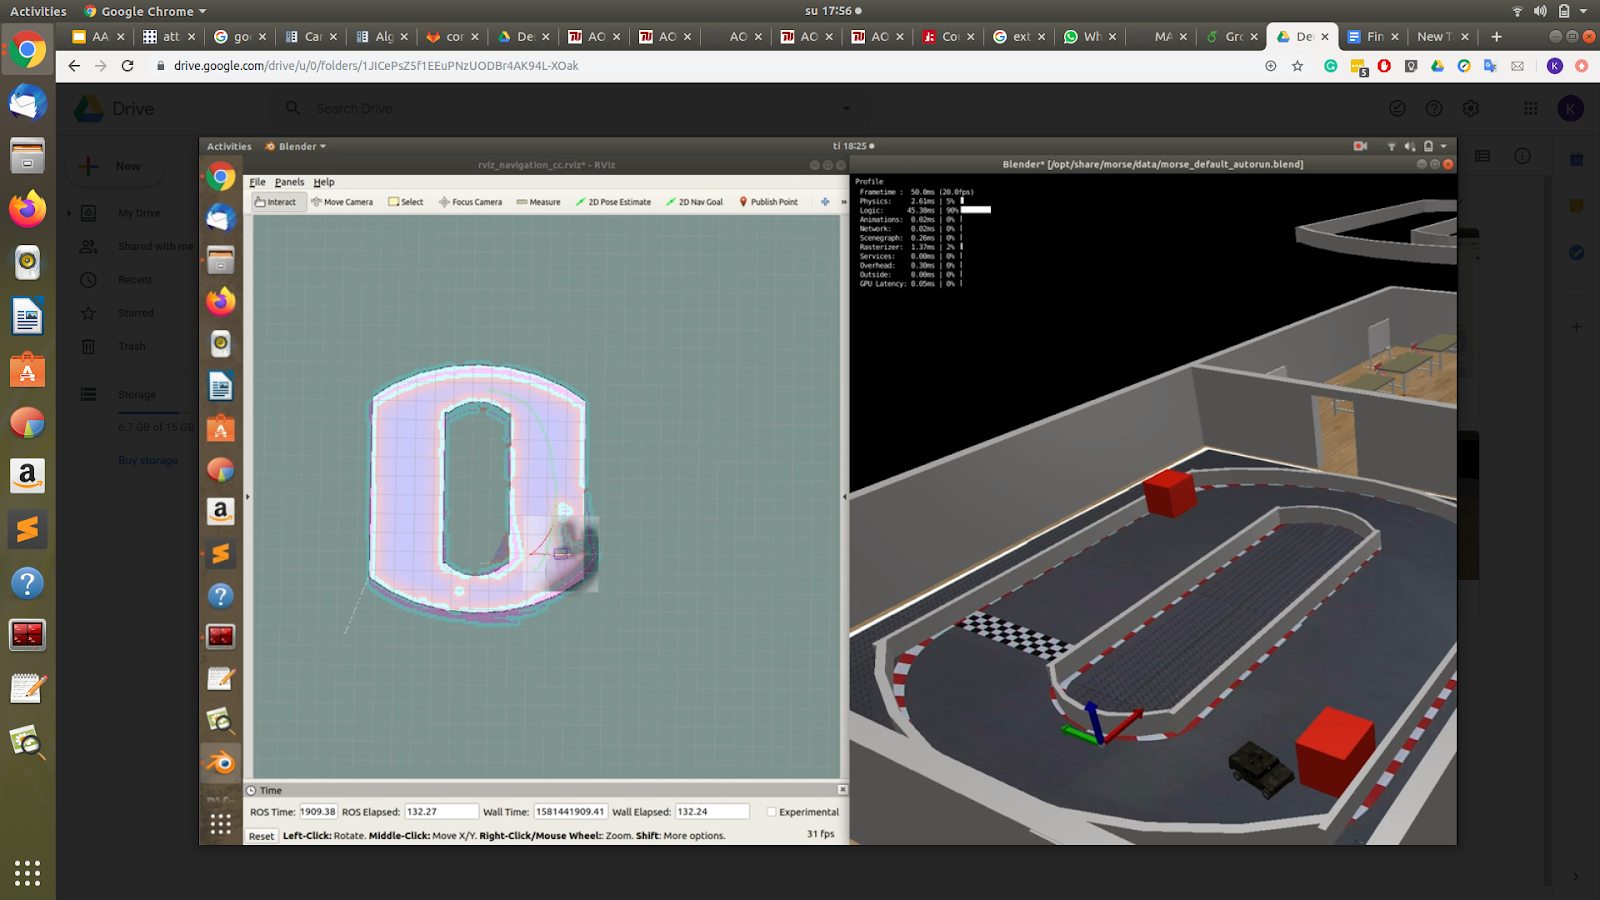 Activities Google Chrome su 17:56
AA att goo Car Alg cor De AO AO AO AO AO Cou ext Wh MA Gro De Fin New T
drive.google.com/drive/u/0/folders/1JICePsZ5f1EEuPNzUODBr4AK94L-XOak
5
K
Drive
Search Drive
K
New
My Drive
Shared with me
Recent
Starred
Trash
Storage
6.7 GB of 15 GB
Buy storage
Activities Blender ti 18:25
rviz_navigation_cc.rviz* - RViz
File Panels Help
Interact Move Camera Select Focus Camera Measure 2D Pose Estimate 2D Nav Goal Publish Point
Time
ROS Time: 1909.38 ROS Elapsed: 132.27 Wall Time: 1581441909.41 Wall Elapsed: 132.24 Experimental
Reset Left-Click: Rotate. Middle-Click: Move X/Y. Right-Click/Mouse Wheel: Zoom. Shift: More options. 31 fps
Blender* [/opt/share/morse/data/morse_default_autorun.blend]
Profile
Frametime : 50.0ms (20.0fps)
Physics: 2.61ms | 5%
Logic: 45.38ms | 90%
Animations: 0.02ms | 0%
Network: 0.02ms | 0%
Scenegraph: 0.26ms | 0%
Rasterizer: 1.37ms | 2%
Services: 0.00ms | 0%
Overhead: 0.30ms | 0%
Outside: 0.00ms | 0%
GPU Latency: 0.05ms | 0%